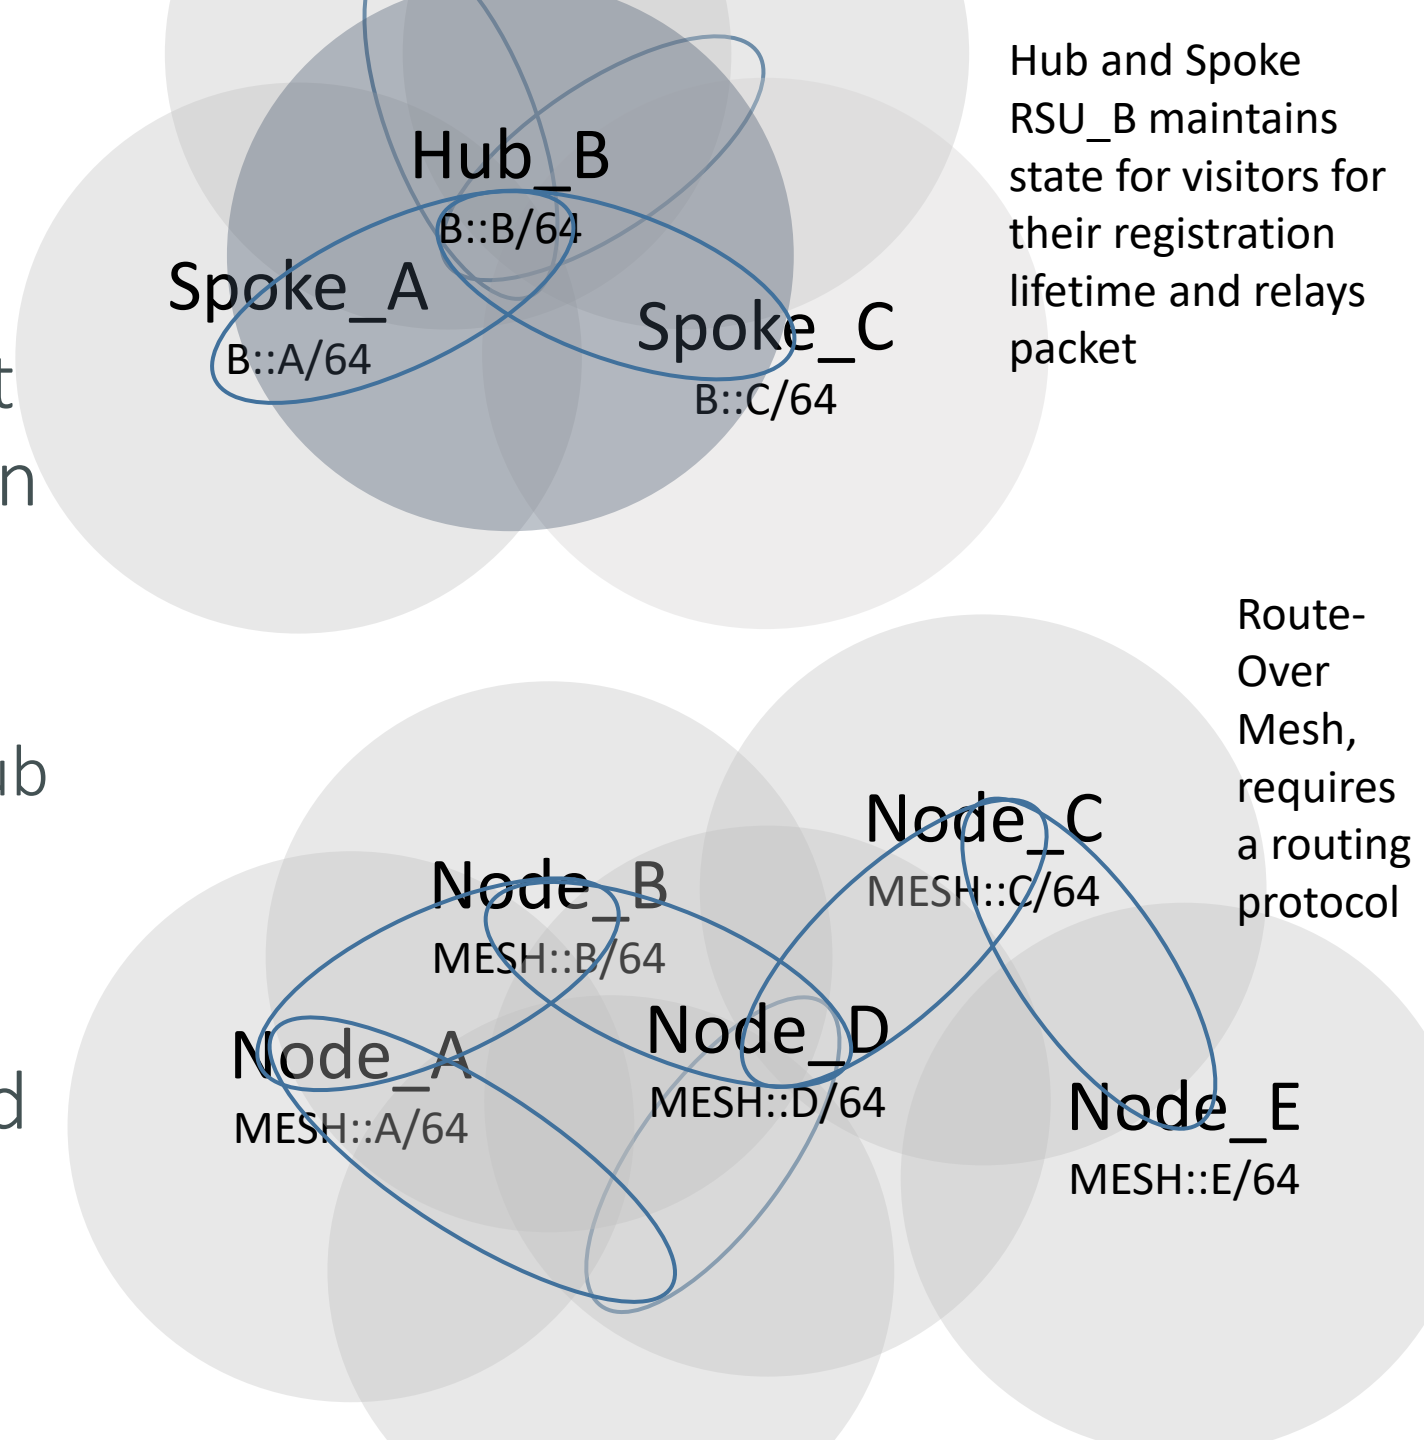 Hub and Spoke
RSU_B maintains
state for visitors for
their registration
lifetime and relays
packet
Hub_B
B::B/64
Spoke_A
B::A/64
Spoke_C
B::C/64
Route-
Over
Mesh,
requires
a routing
protocol
Node_C
MESH::C/64
Node_B
MESH::B/64
Node_D
MESH::D/64
Node_A
MESH::A/64
Node_E
MESH::E/64